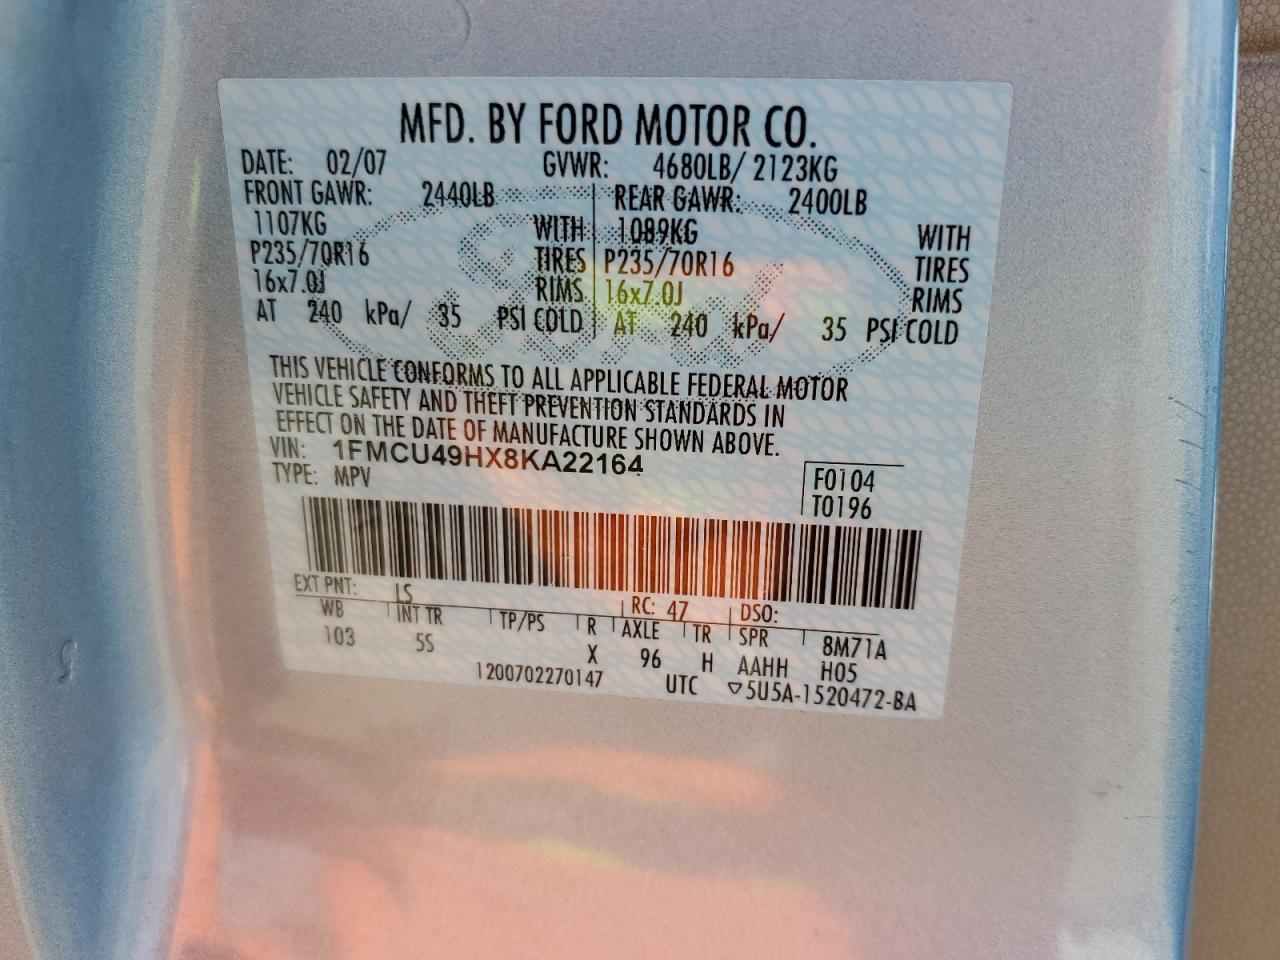 MFD. BY FORD MOTOR CO.
DATE: 02/07 GVWR: 4680LB/ 2123KG
FRONT GAWR: 2440LB REAR GAWR: 2400LB
1107KG WITH 1089KG WITH
P235/70R16 TIRES P235/70R16 TIRES
16x7.0J RIMS 16x7.0J RIMS
AT 240 kPa/ 35 PSI COLD AT 240 kPa/ 35 PSI COLD
Ford
THIS VEHICLE CONFORMS TO ALL APPLICABLE FEDERAL MOTOR
VEHICLE SAFETY AND THEFT PREVENTION STANDARDS IN
EFFECT ON THE DATE OF MANUFACTURE SHOWN ABOVE.
VIN: 1FMCU49HX8KA22164
TYPE: MPV
F0104
T0196
EXT PNT: LS RC: 47 DSO:
WB INT TR TP/PS R AXLE TR SPR 8M71A
103 5S X 96 H AAHH H05
1200702270147 UTC ▽5U5A-1520472-BA